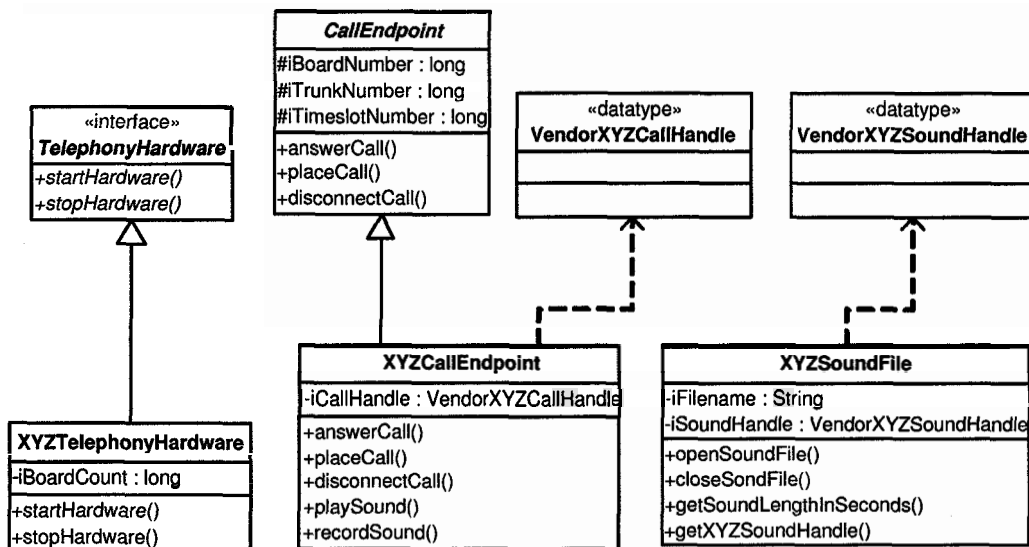 CallEndpoint
#iBoardNumber : long
#iTrunkNumber : long
#iTimeslotNumber : long
+answerCall()
+placeCall()
+disconnectCall()
«interface»
TelephonyHardware
+startHardware()
+stopHardware()
«datatype»
VendorXYZCallHandle
«datatype»
VendorXYZSoundHandle
XYZTelephonyHardware
-iBoardCount : long
+startHardware()
+stopHardware()
XYZCallEndpoint
-iCallHandle : VendorXYZCallHandle
+answerCall()
+placeCall()
+disconnectCall()
+playSound()
+recordSound()
XYZSoundFile
-iFilename : String
-iSoundHandle : VendorXYZSoundHandle
+openSoundFile()
+closeSondFile()
+getSoundLengthInSeconds()
+getXYZSoundHandle()